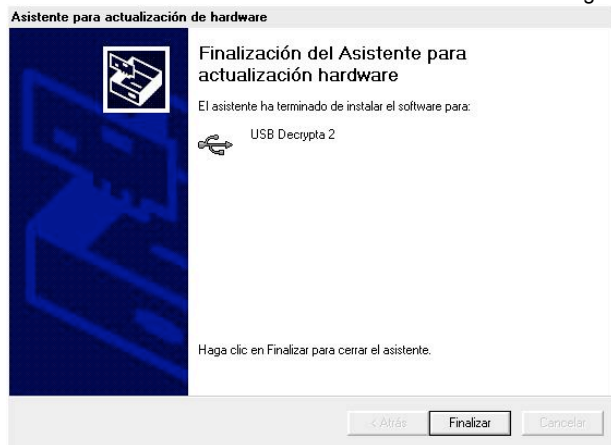 Asistente para actualización de hardware
Finalización del Asistente para
actualización hardware
El asistente ha terminado de instalar el software para:
USB Decrypta 2
Haga clic en Finalizar para cerrar el asistente.
< Atrás Finalizar Cancelar